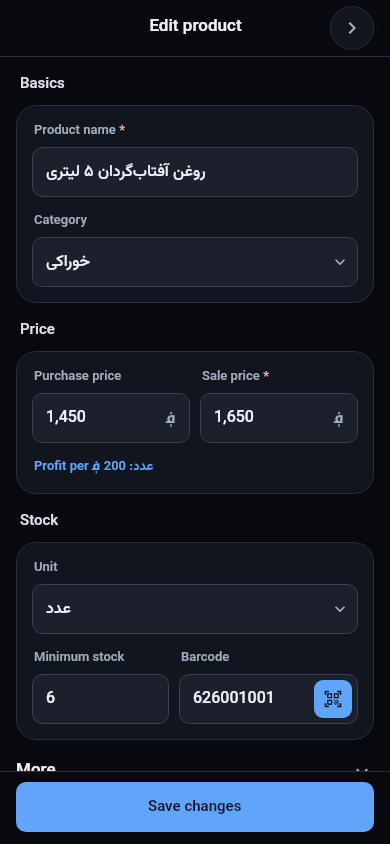 Edit product
Basics
Product name *
روغن آفتاب‌گردان ۵ لیتری
Category
خوراکی
Price
Purchase price
Sale price *
1,450 ؋
1,650 ؋
Profit per عدد: 200 ؋
Stock
Unit
عدد
Minimum stock
Barcode
6
626001001
More
Save changes